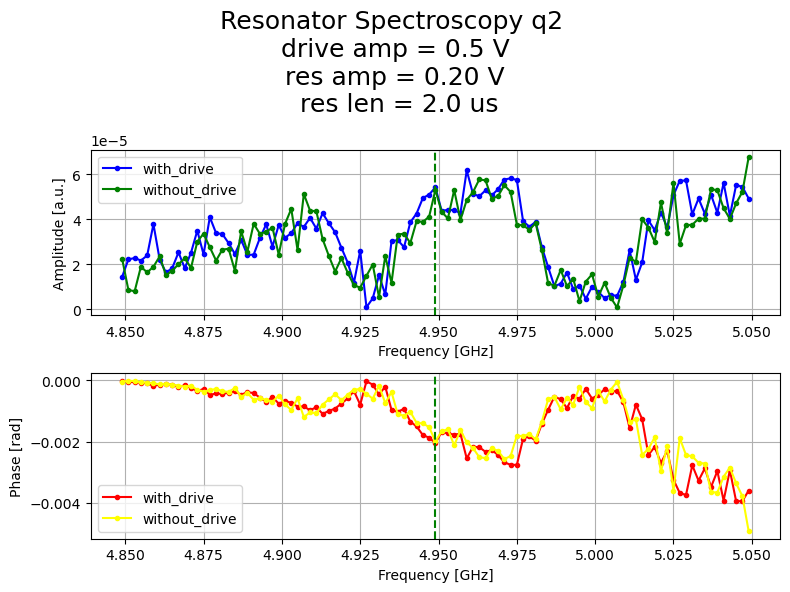 Resonator Spectroscopy q2
drive amp = 0.5 V
res amp = 0.20 V
res len = 2.0 us
1e−5
with_drive
without_drive
Amplitude [a.u.]
6
4
2
0
4.850 4.875 4.900 4.925 4.950 4.975 5.000 5.025 5.050
Frequency [GHz]
0.000
−0.002
−0.004
Phase [rad]
with_drive
without_drive
4.850 4.875 4.900 4.925 4.950 4.975 5.000 5.025 5.050
Frequency [GHz]